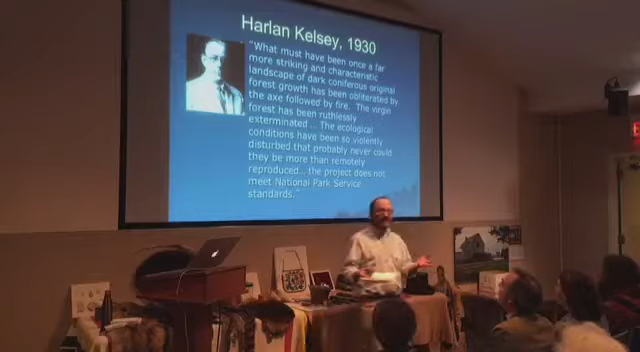 Harlan Kelsey, 1930
"What must have been once a far
more striking and characteristic
landscape of dark coniferous original
forest growth has been obliterated by
the axe followed by fire. The virgin
forest has been ruthlessly
exterminated... The ecological
conditions have been so violently
disturbed that probably never could
they be more than remotely
reproduced... the project does not
meet National Park Service
standards."